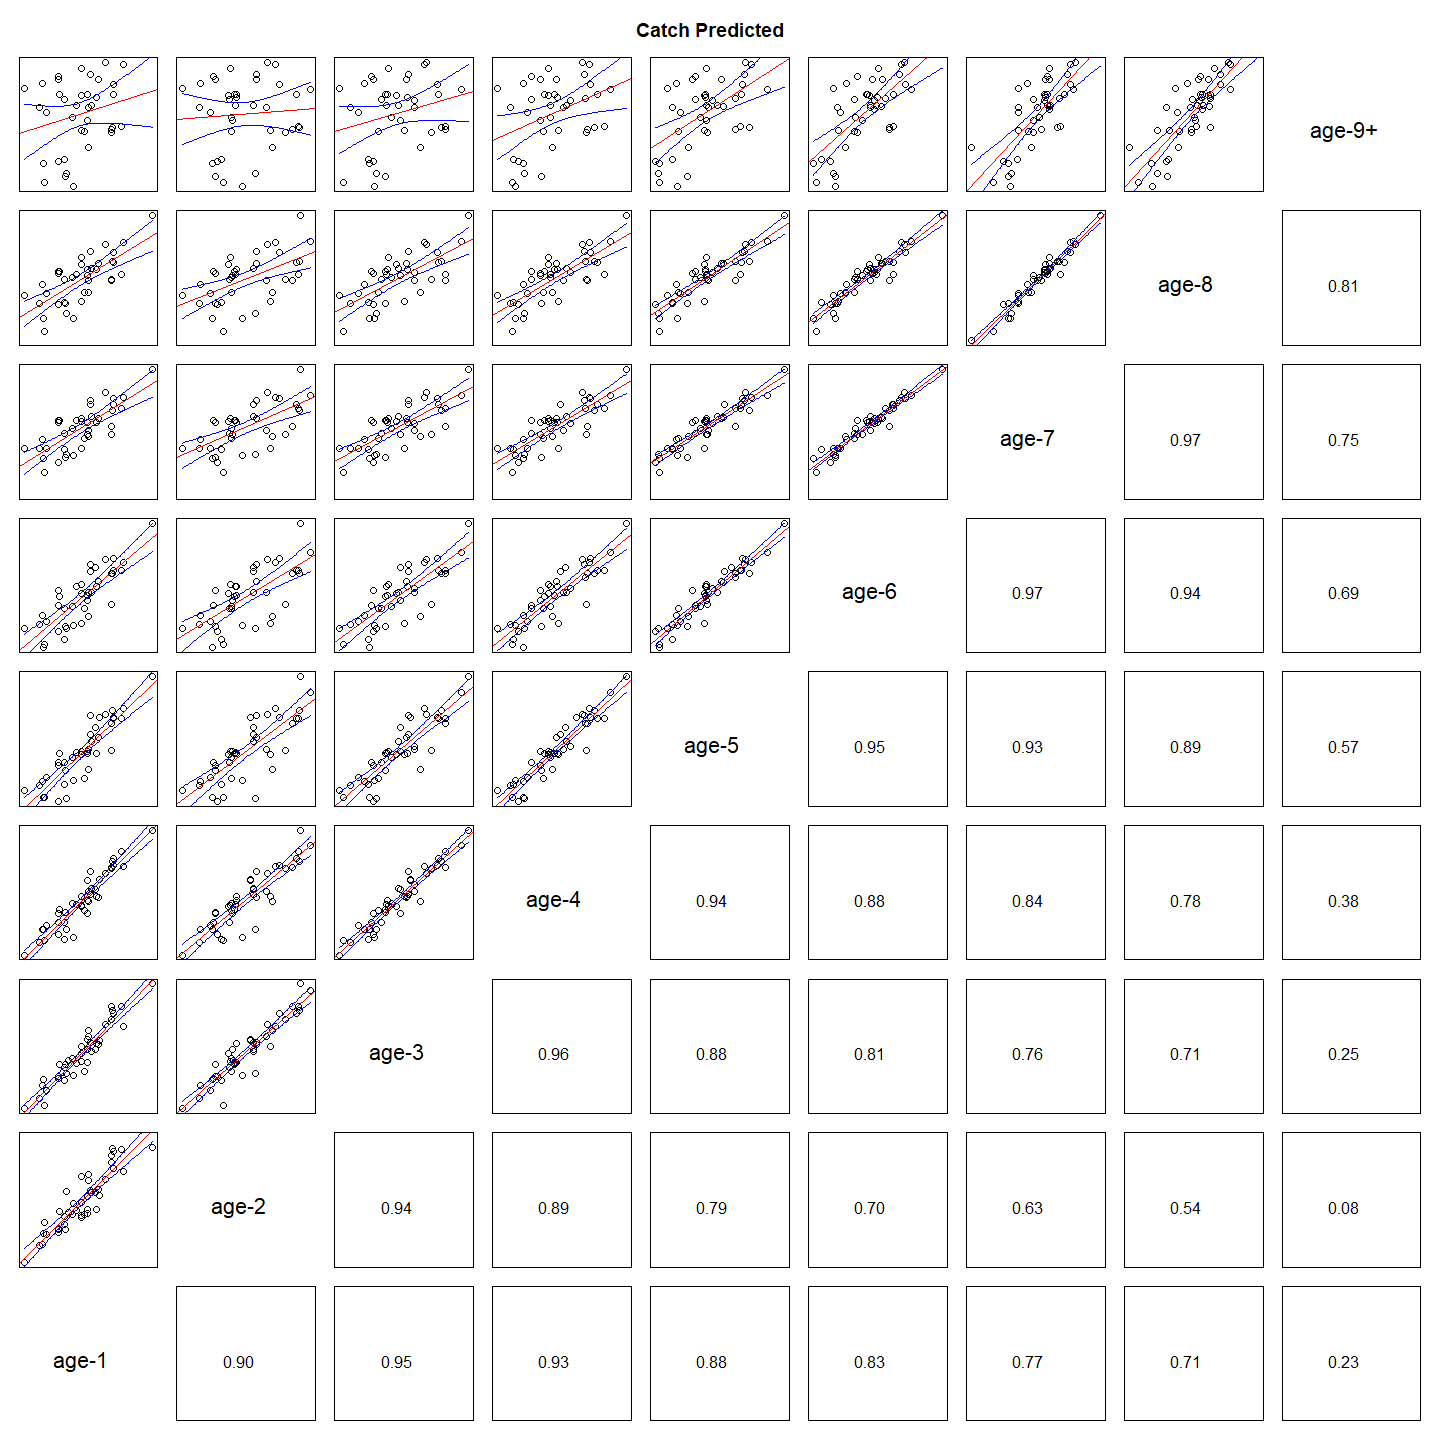 Catch Predicted
age-9+
age-8 0.81
age-7 0.97 0.75
age-6 0.97 0.94 0.69
age-5 0.95 0.93 0.89 0.57
age-4 0.94 0.88 0.84 0.78 0.38
age-3 0.96 0.88 0.81 0.76 0.71 0.25
age-2 0.94 0.89 0.79 0.70 0.63 0.54 0.08
age-1 0.90 0.95 0.93 0.88 0.83 0.77 0.71 0.23